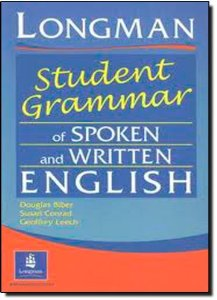 LONGMAN
Student
Grammar
of SPOKEN
and WRITTEN
ENGLISH
Douglas Biber
Susan Conrad
Geoffrey Leech
Longman